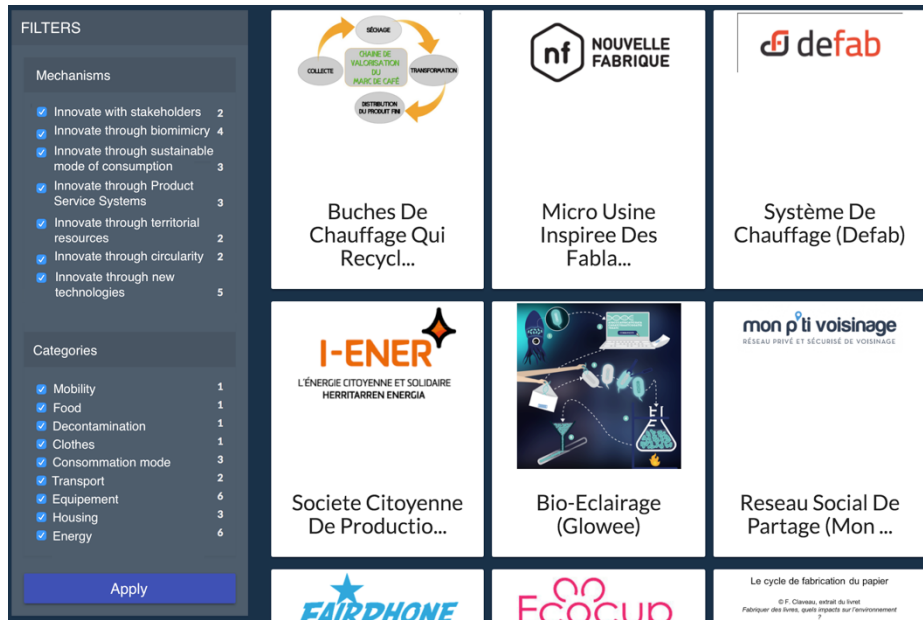 FILTERS
Mechanisms
Innovate with stakeholders 2
Innovate through biomimicry 4
Innovate through sustainable
mode of consumption 3
Innovate through Product
Service Systems 3
Innovate through territorial
resources 2
Innovate through circularity 2
Innovate through new
technologies 5
Categories
Mobility 1
Food 1
Decontamination 1
Clothes 1
Consommation mode 3
Transport 2
Equipement 6
Housing 3
Energy 6
Apply
SÉCHAGE
COLLECTE
CHAINE DE
VALORISATION
DU
MARC DE CAFÉ
TRANSFORMATION
DISTRIBUTION
DU PRODUIT FINI
Buches De
Chauffage Qui
Recycl...
nf NOUVELLE
FABRIQUE
Micro Usine
Inspiree Des
Fabla...
defab
Système De
Chauffage (Defab)
I-ENER
L'ÉNERGIE CITOYENNE ET SOLIDAIRE
HERRITARREN ENERGIA
Societe Citoyenne
De Productio...
Bio-Eclairage
(Glowee)
mon p'ti voisinage
RÉSEAU PRIVÉ ET SÉCURISÉ DE VOISINAGE
Reseau Social De
Partage (Mon ...
FAIRPHONE
Ecocup
Le cycle de fabrication du papier
© F. Claveau, extrait du livret
Fabriquer des livres, quels impacts sur l'environnement
?